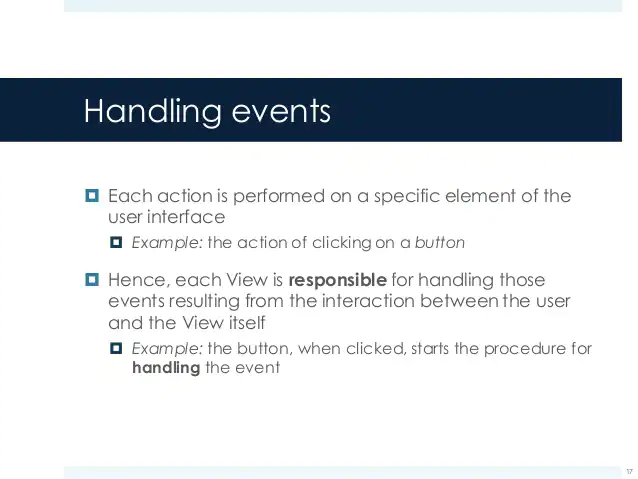 Handling events
Each action is performed on a specific element of the
user interface
Example: the action of clicking on a button
Hence, each View is responsible for handling those
events resulting from the interaction between the user
and the View itself
Example: the button, when clicked, starts the procedure for
handling the event
17